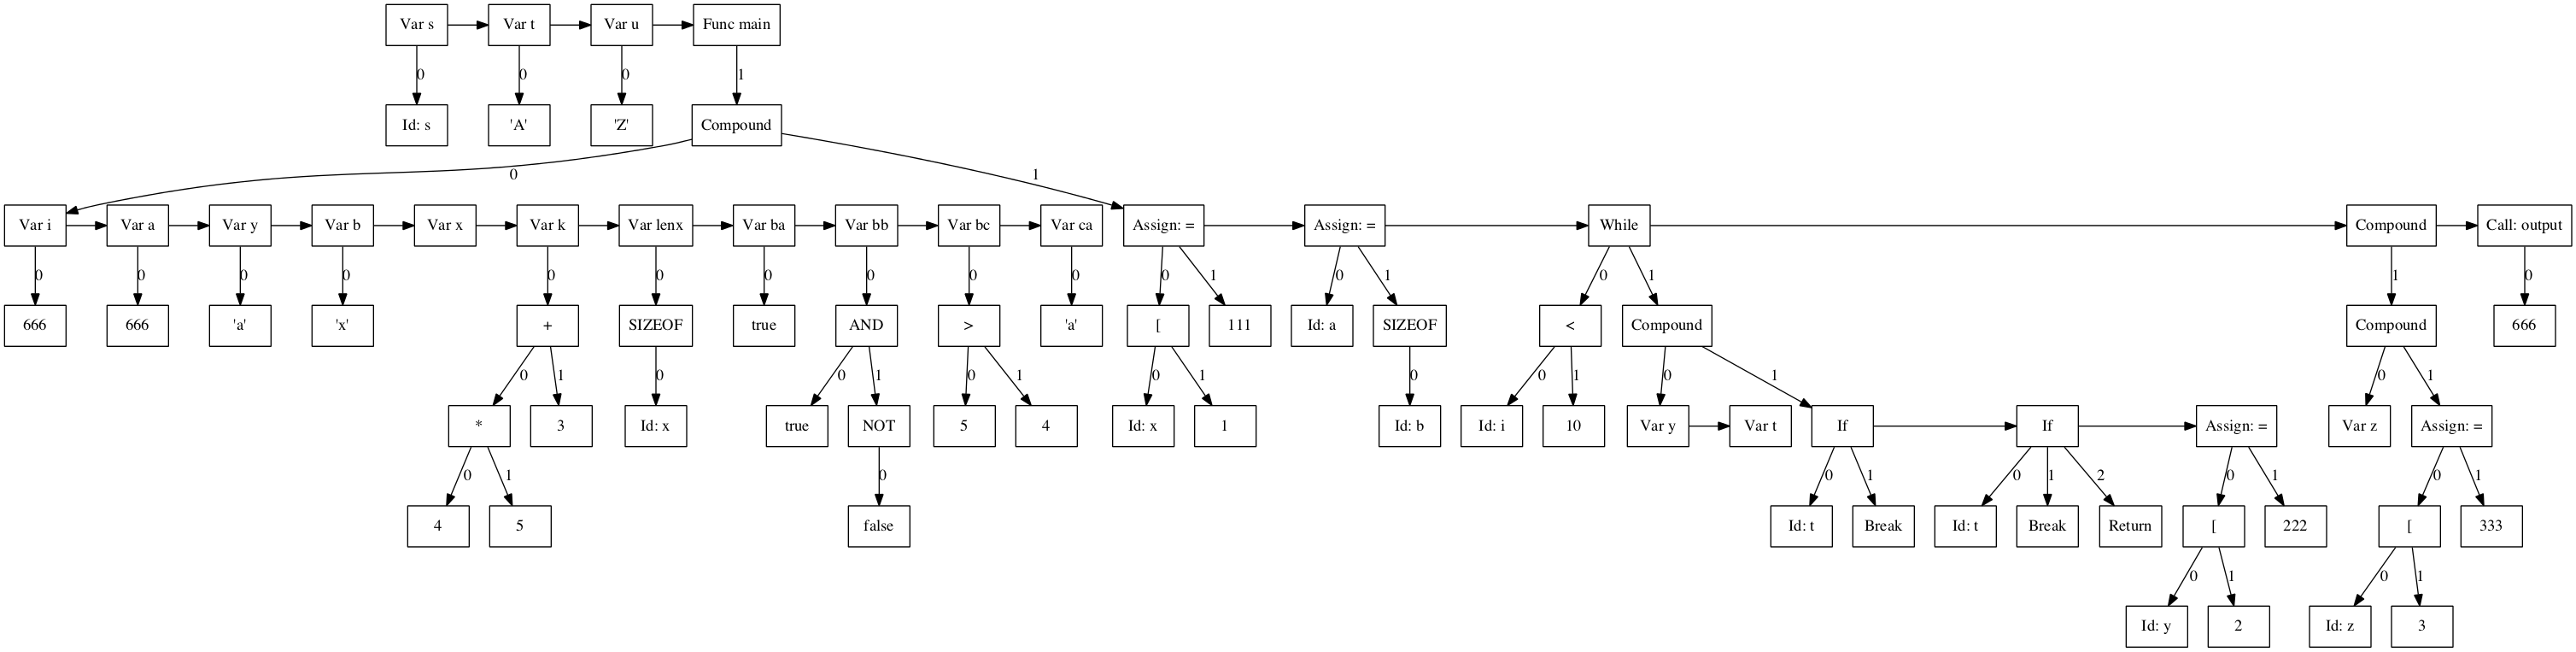 Var s Var t Var u Func main
0 0 0 1
Id: s 'A' 'Z' Compound
0 1
Var i Var a Var y Var b Var x Var k Var lenx Var ba Var bb Var bc Var ca Assign: = Assign: = While Compound Call: output
0 0 0 0 0 0 0 0 0 0 0 1 0 1 0 1 1 0
666 666 'a' 'x' + SIZEOF true AND > 'a' [ 111 Id: a SIZEOF < Compound Compound 666
0 1 0 0 1 0 1 0 1 0 0 1 0 1 0 1
* 3 Id: x true NOT 5 4 Id: x 1 Id: b Id: i 10 Var y Var t If If Assign: = Var z Assign: =
0 1 0 0 1 0 1 2 0 1 0 1
4 5 false Id: t Break Id: t Break Return [ 222 [ 333
0 1 0 1
Id: y 2 Id: z 3